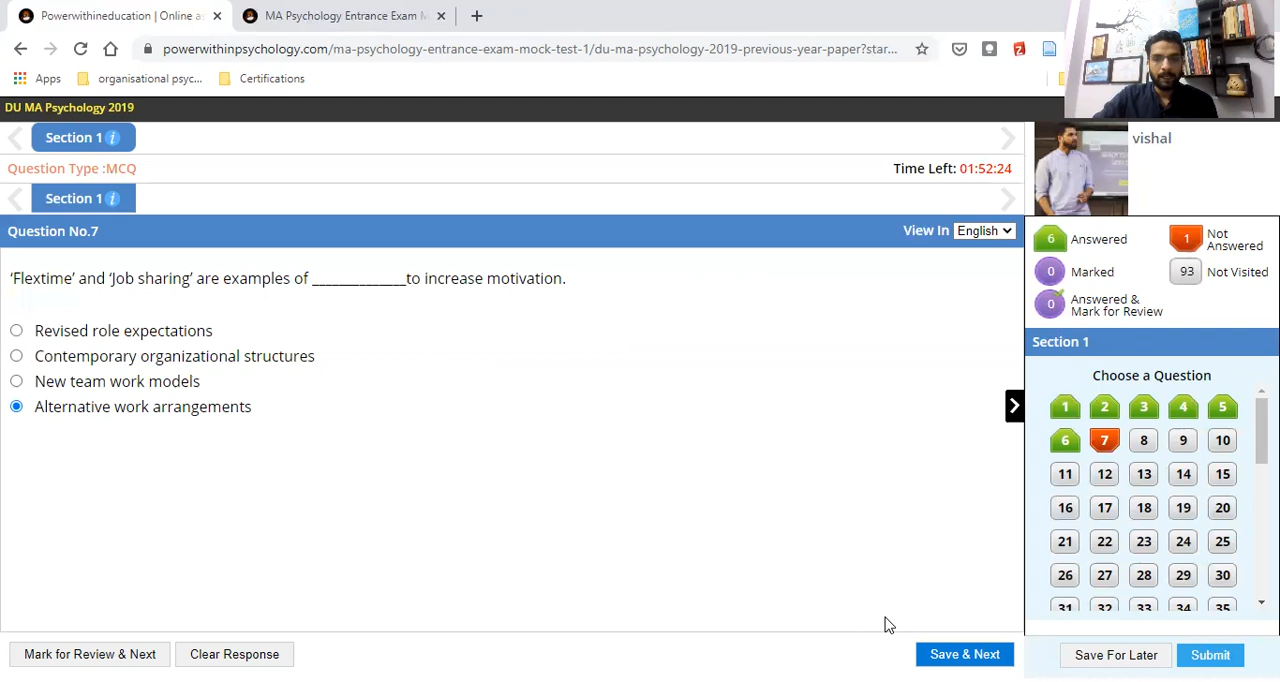 Powerwithineducation | Online as
MA Psychology Entrance Exam M
powerwithinpsychology.com/ma-psychology-entrance-exam-mock-test-1/du-ma-psychology-2019-previous-year-paper?star...
Apps
organisational psyc...
Certifications
DU MA Psychology 2019
Section 1
Question Type :MCQ
Time Left: 01:52:24
Section 1
vishal
Question No.7
View In English
6 Answered
1 Not Answered
0 Marked
93 Not Visited
0 Answered & Mark for Review
‘Flextime’ and ‘Job sharing’ are examples of ______________to increase motivation.
Revised role expectations
Contemporary organizational structures
New team work models
Alternative work arrangements
Section 1
Choose a Question
1 2 3 4 5
6 7 8 9 10
11 12 13 14 15
16 17 18 19 20
21 22 23 24 25
26 27 28 29 30
31 32 33 34 35
Mark for Review & Next
Clear Response
Save & Next
Save For Later
Submit